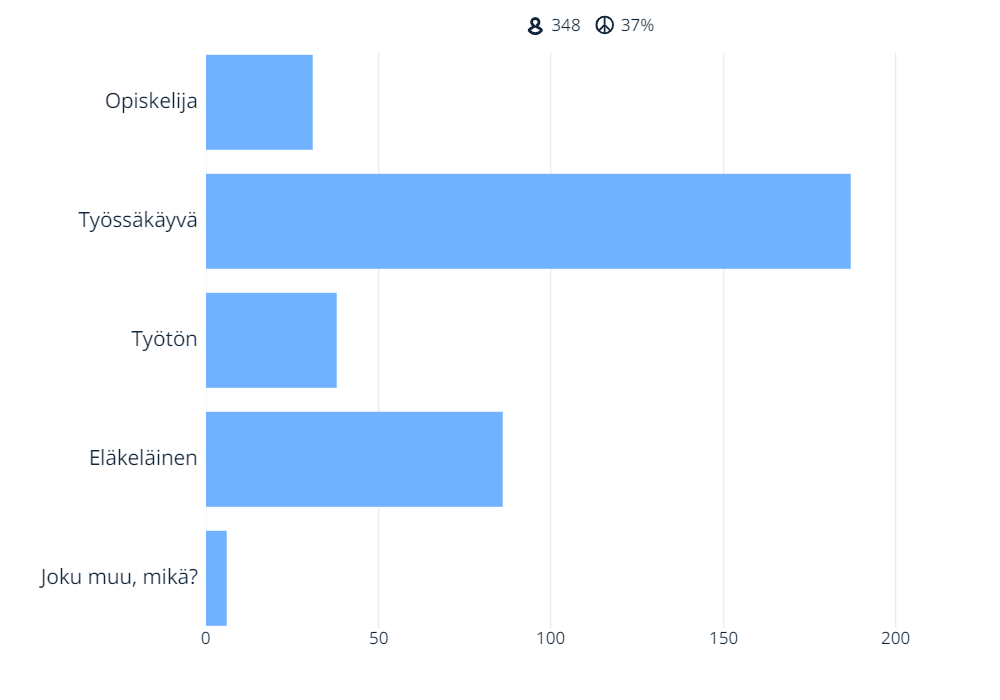 348 37%
Opiskelija
Työssäkäyvä
Työtön
Eläkeläinen
Joku muu, mikä?
0 50 100 150 200